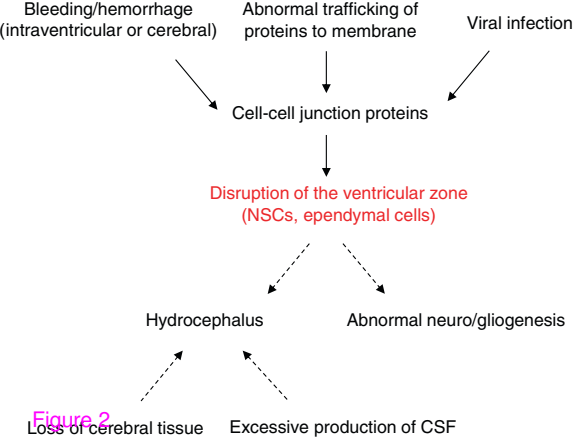 Bleeding/hemorrhage
(intraventricular or cerebral)
Abnormal trafficking of
proteins to membrane
Viral infection
Cell-cell junction proteins
Disruption of the ventricular zone
(NSCs, ependymal cells)
Hydrocephalus
Abnormal neuro/gliogenesis
Figure 2
Loss of cerebral tissue
Excessive production of CSF